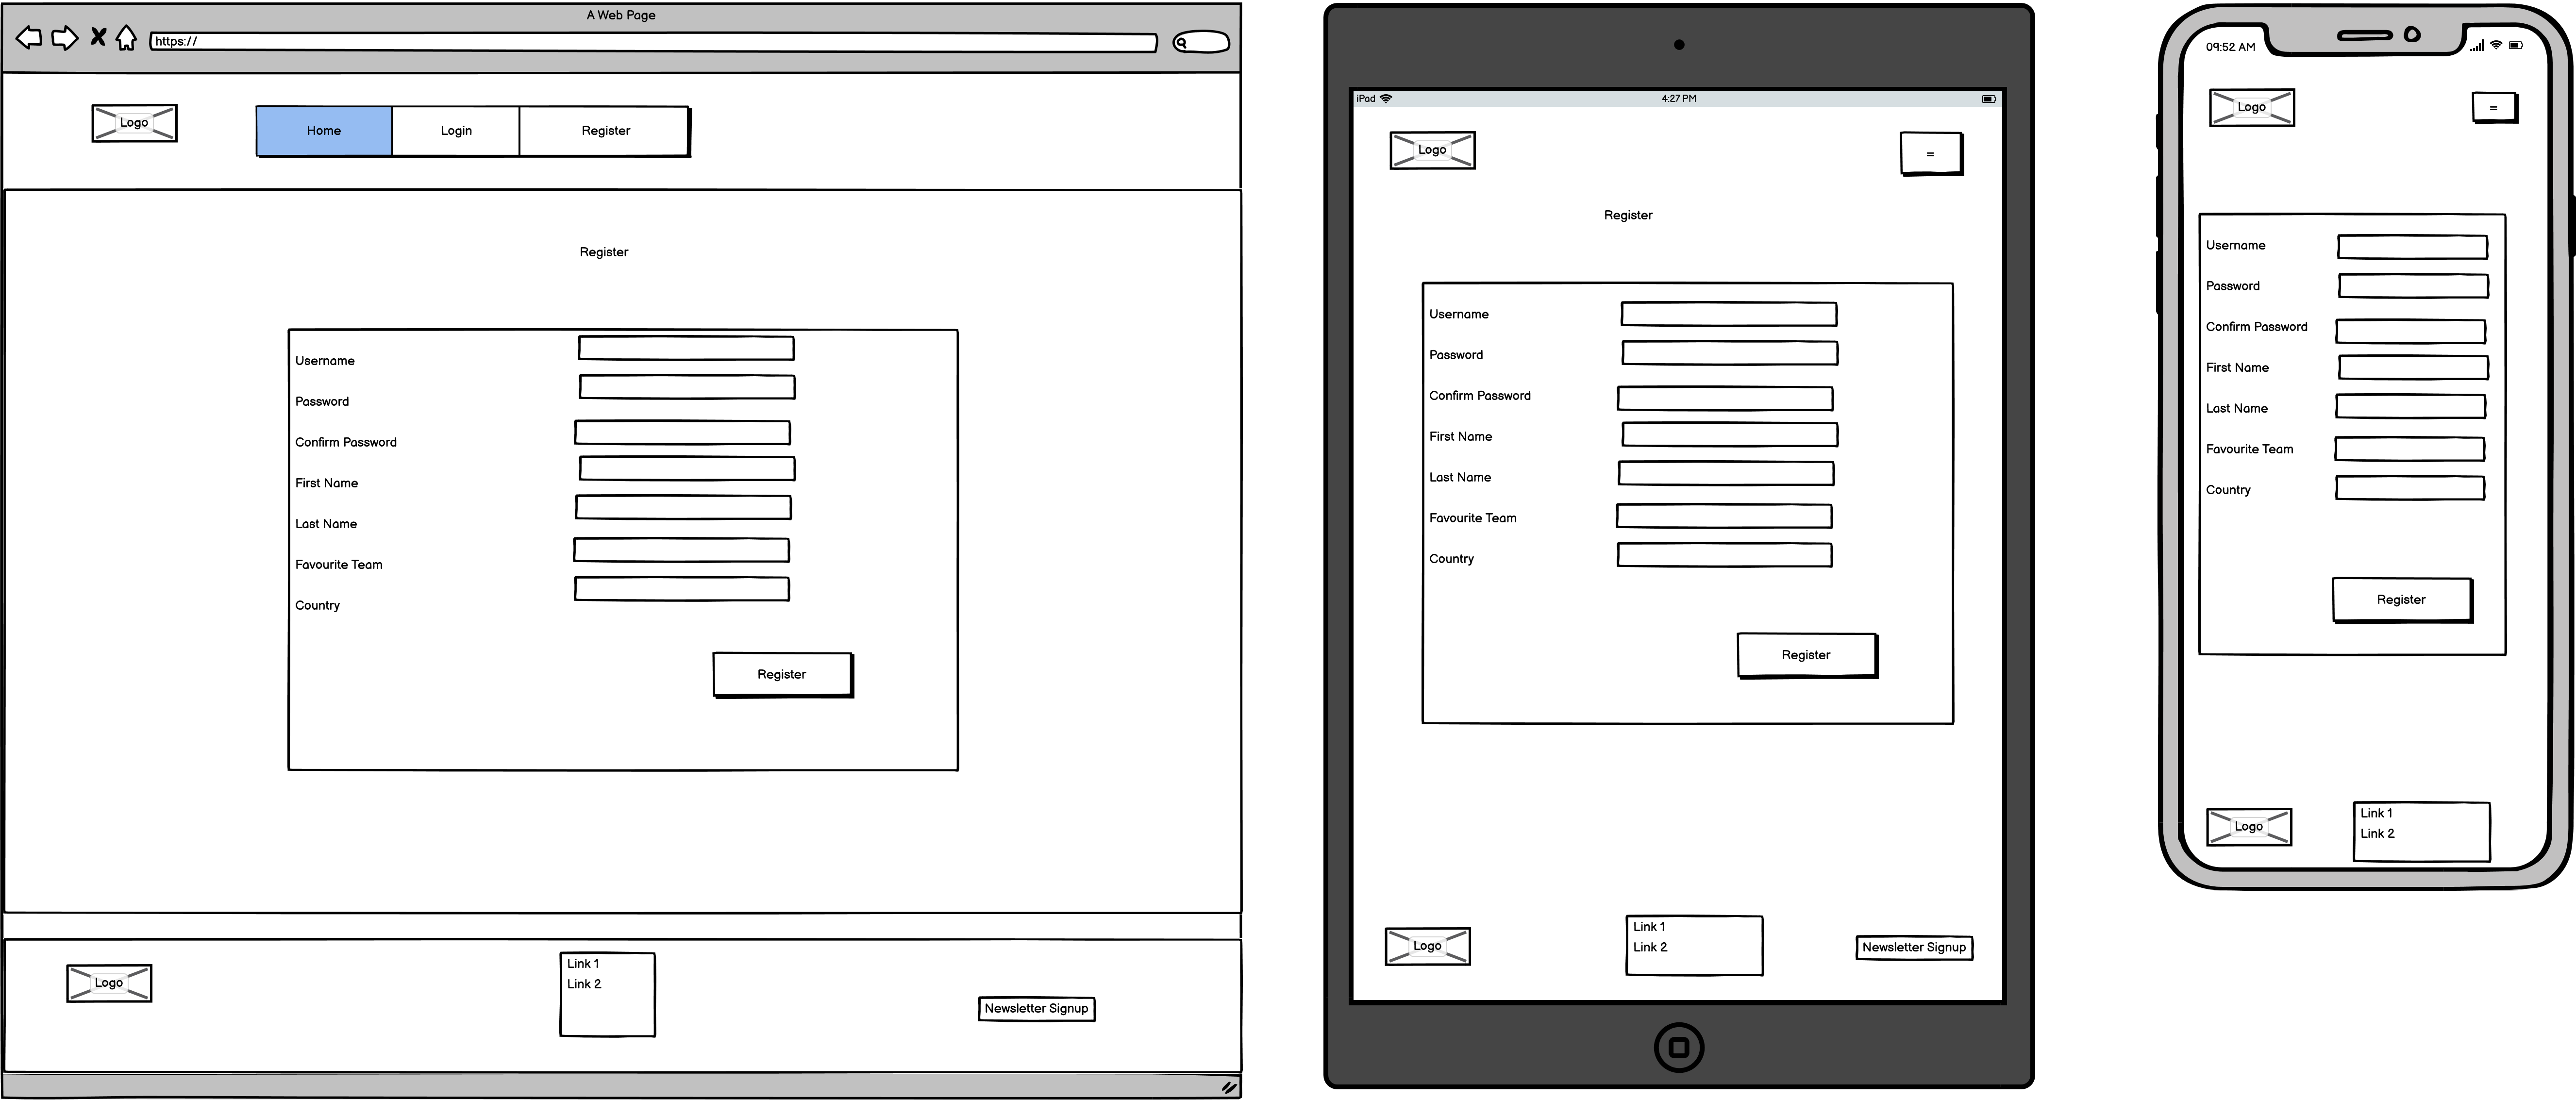 A Web Page
https://
Logo
Home
Login
Register
Register
Username
Password
Confirm Password
First Name
Last Name
Favourite Team
Country
Register
Logo
Link 1
Link 2
Newsletter Signup
iPad
4:27 PM
Logo
=
Register
Username
Password
Confirm Password
First Name
Last Name
Favourite Team
Country
Register
Logo
Link 1
Link 2
Newsletter Signup
09:52 AM
Logo
=
Username
Password
Confirm Password
First Name
Last Name
Favourite Team
Country
Register
Logo
Link 1
Link 2